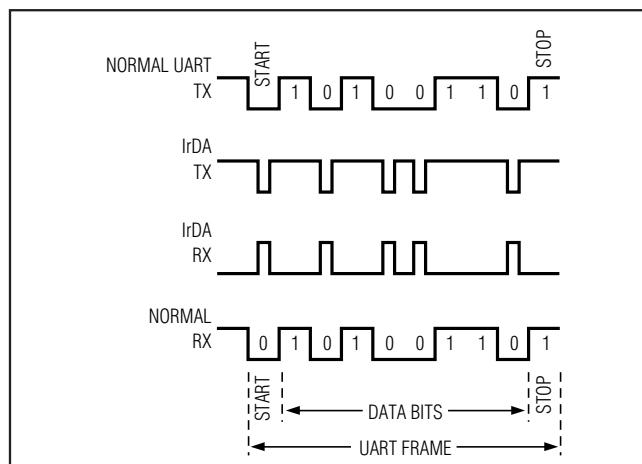 NORMAL UART
TX
START
1 0 1 0 0 1 1 0 1
STOP
IrDA
TX
IrDA
RX
NORMAL
RX
0 1 0 1 0 0 1 1 0 1
START
DATA BITS
STOP
UART FRAME